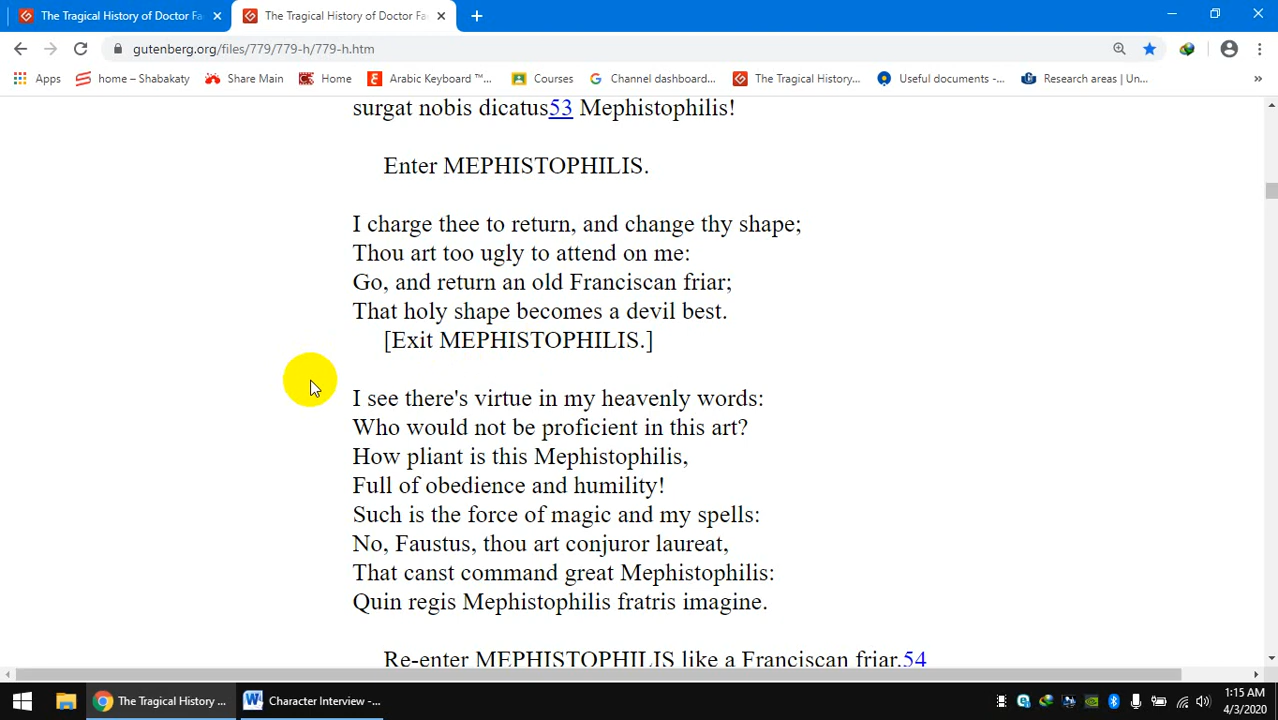 The Tragical History of Doctor Fa
The Tragical History of Doctor Fa
gutenberg.org/files/779/779-h/779-h.htm
Apps
home – Shabakaty
Share Main
Home
Arabic Keyboard ™...
Courses
Channel dashboard...
The Tragical History...
Useful documents -...
Research areas | Un...
»
surgat nobis dicatus53 Mephistophilis!
Enter MEPHISTOPHILIS.
I charge thee to return, and change thy shape;
Thou art too ugly to attend on me:
Go, and return an old Franciscan friar;
That holy shape becomes a devil best.
[Exit MEPHISTOPHILIS.]
I see there's virtue in my heavenly words:
Who would not be proficient in this art?
How pliant is this Mephistophilis,
Full of obedience and humility!
Such is the force of magic and my spells:
No, Faustus, thou art conjuror laureat,
That canst command great Mephistophilis:
Quin regis Mephistophilis fratris imagine.
Re-enter MEPHISTOPHILIS like a Franciscan friar.54
The Tragical History ...
Character Interview -...
1:15 AM
4/3/2020